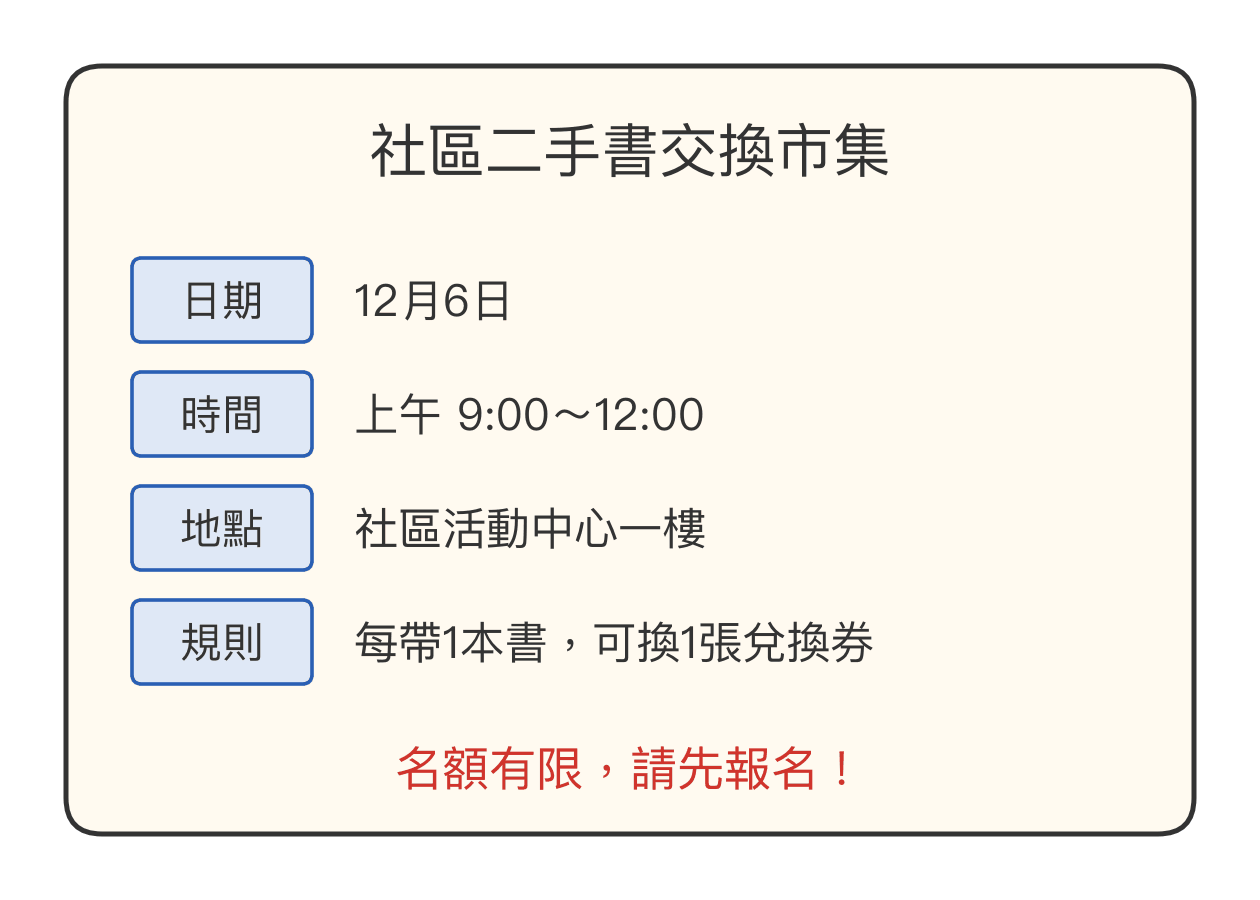 社區二手書交換市集
日期 12月6日
時間 上午 9:00～12:00
地點 社區活動中心一樓
規則 每帶1本書，可換1張兌換券
名額有限，請先報名！